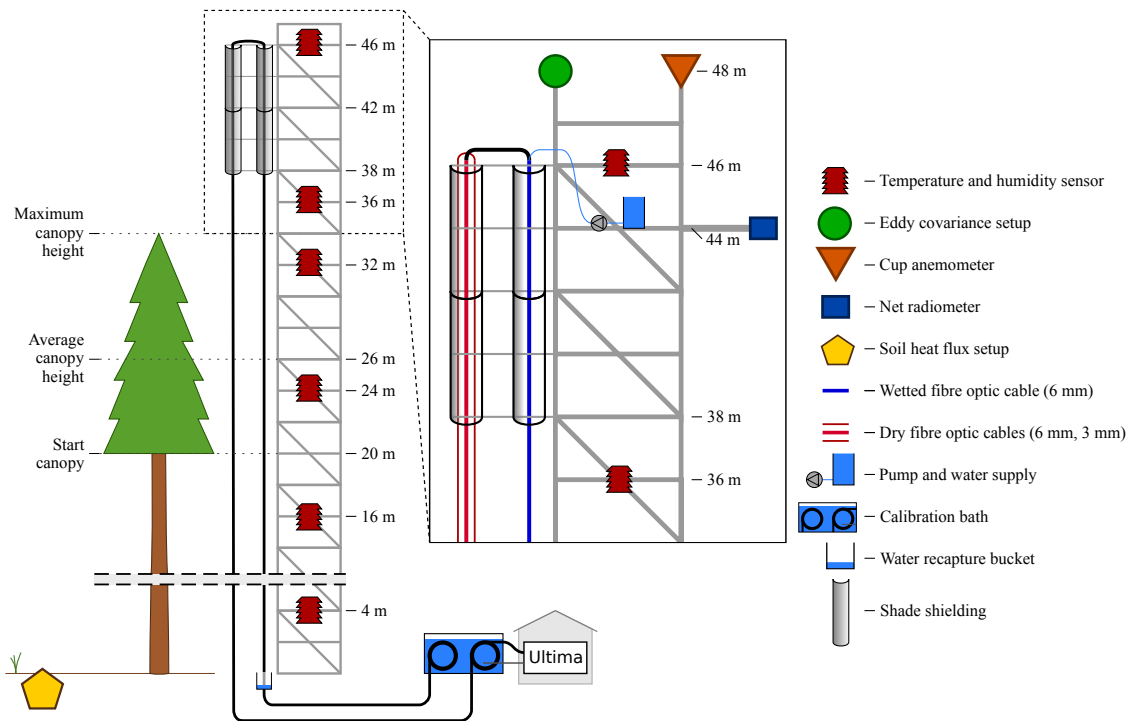 46 m
42 m
38 m
36 m
32 m
26 m
24 m
20 m
16 m
4 m
Maximum
canopy
height
Average
canopy
height
Start
canopy
Ultima
48 m
46 m
44 m
38 m
36 m
Temperature and humidity sensor
Eddy covariance setup
Cup anemometer
Net radiometer
Soil heat flux setup
Wetted fibre optic cable (6 mm)
Dry fibre optic cables (6 mm, 3 mm)
Pump and water supply
Calibration bath
Water recapture bucket
Shade shielding